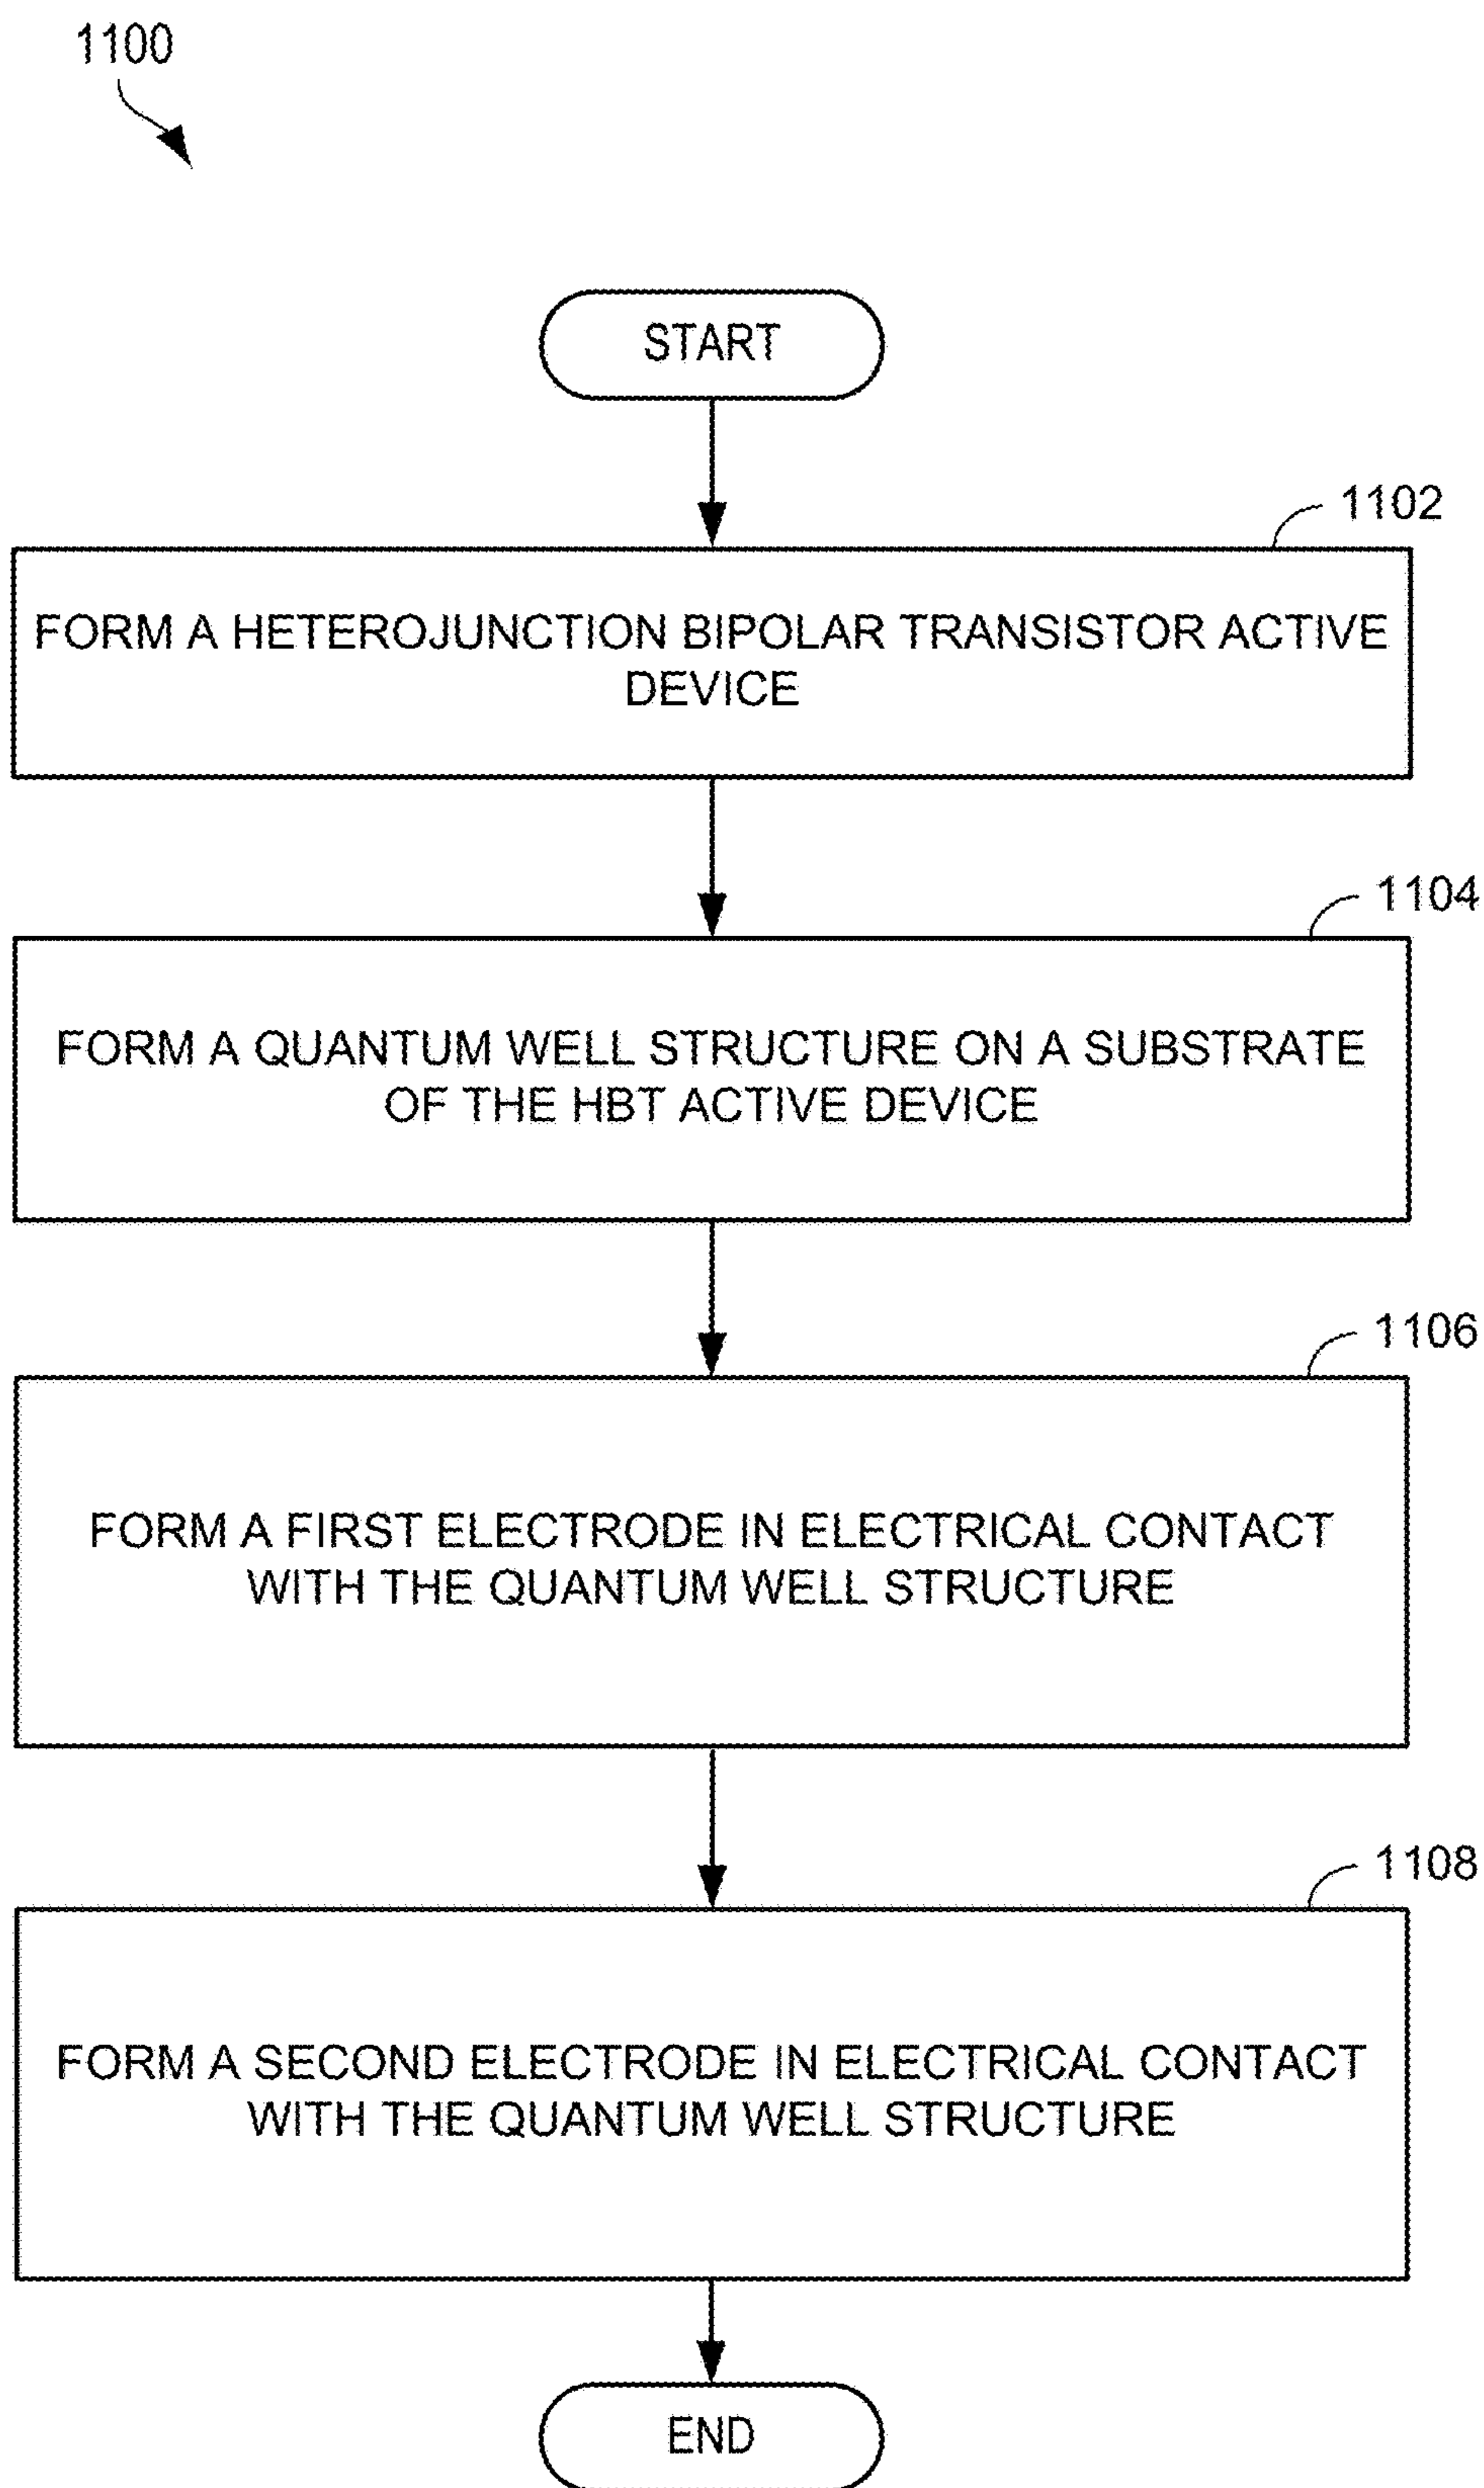 1100
START
1102
FORM A HETEROJUNCTION BIPOLAR TRANSISTOR ACTIVE
DEVICE
1104
FORM A QUANTUM WELL STRUCTURE ON A SUBSTRATE
OF THE HBT ACTIVE DEVICE
1106
FORM A FIRST ELECTRODE IN ELECTRICAL CONTACT
WITH THE QUANTUM WELL STRUCTURE
1108
FORM A SECOND ELECTRODE IN ELECTRICAL CONTACT
WITH THE QUANTUM WELL STRUCTURE
END